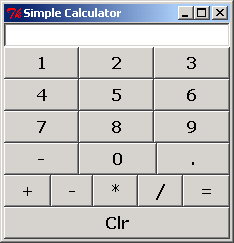 Simple Calculator
1 2 3
4 5 6
7 8 9
- 0 .
+ - * / =
Clr